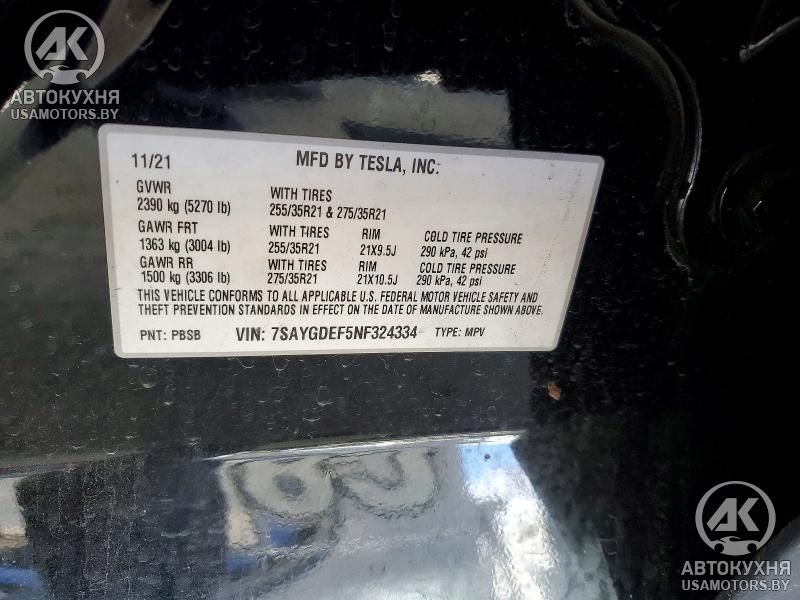 AK
АВТОКУХНЯ
USAMOTORS.BY
11/21 MFD BY TESLA, INC.
GVWR WITH TIRES
2390 kg (5270 lb) 255/35R21 & 275/35R21
GAWR FRT WITH TIRES RIM COLD TIRE PRESSURE
1363 kg (3004 lb) 255/35R21 21X9.5J 290 kPa, 42 psi
GAWR RR WITH TIRES RIM COLD TIRE PRESSURE
1500 kg (3306 lb) 275/35R21 21X10.5J 290 kPa, 42 psi
THIS VEHICLE CONFORMS TO ALL APPLICABLE U.S. FEDERAL MOTOR VEHICLE SAFETY AND
THEFT PREVENTION STANDARDS IN EFFECT ON THE DATE OF MANUFACTURE SHOWN ABOVE.
PNT: PBSB VIN: 7SAYGDEF5NF324334 TYPE: MPV
AK
АВТОКУХНЯ
USAMOTORS.BY